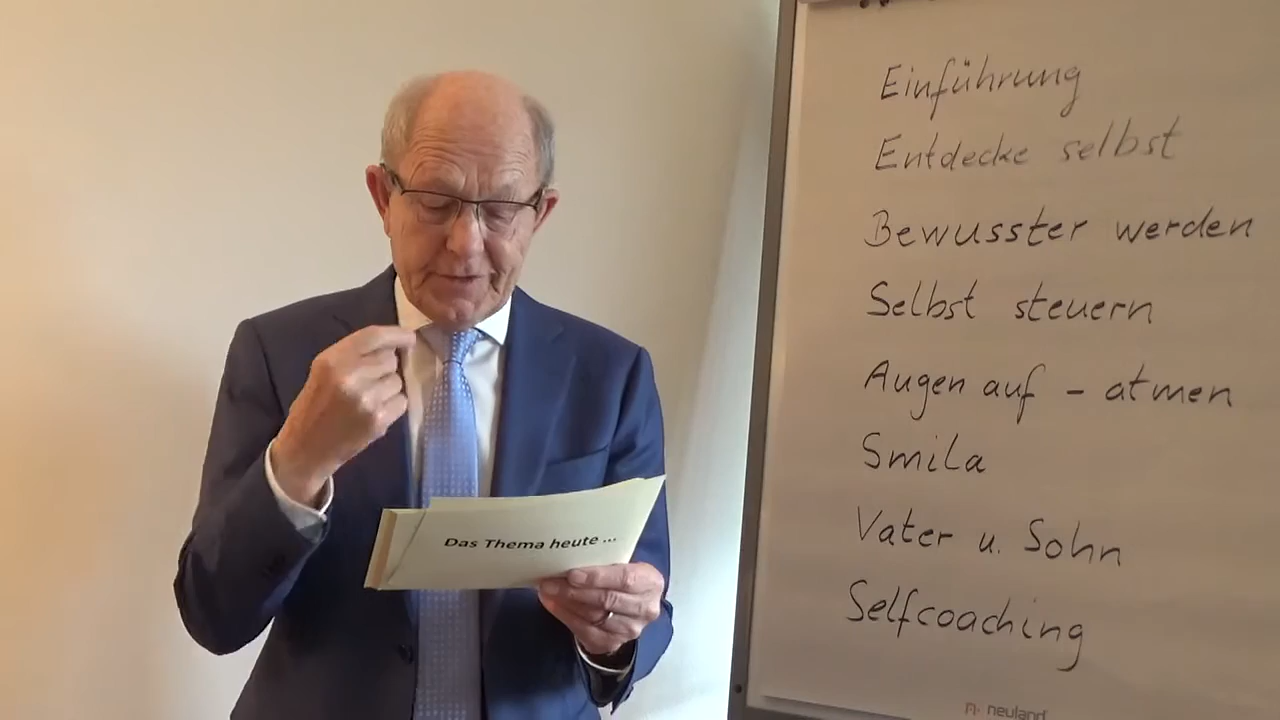 Einführung
Entdecke selbst
Bewusster werden
Selbst steuern
Augen auf - atmen
Smila
Vater u. Sohn
Selfcoaching
Das Thema heute ...
neuland